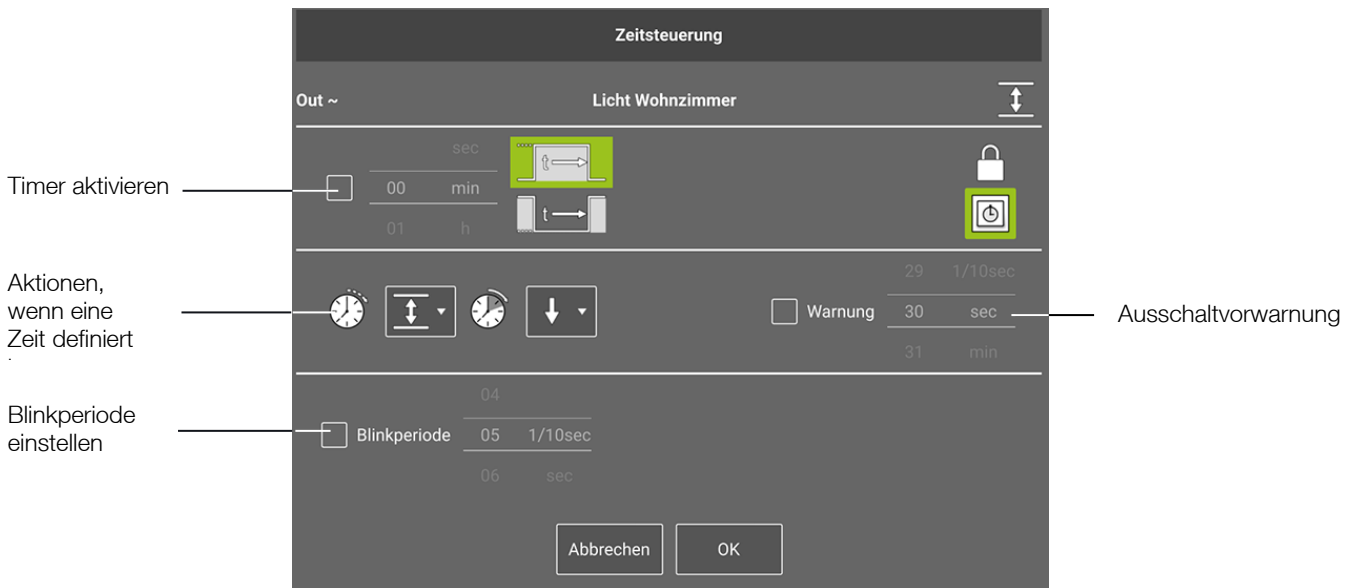 Zeitsteuerung
Out ~ Licht Wohnzimmer
sec
00 min
01 h
t
t
Timer aktivieren
Aktionen,
wenn eine
Zeit definiert
29 1/10sec
Warnung 30 sec
31 min
Ausschaltvorwarnung
Blinkperiode
einstellen
04
Blinkperiode 05 1/10sec
06 sec
Abbrechen OK